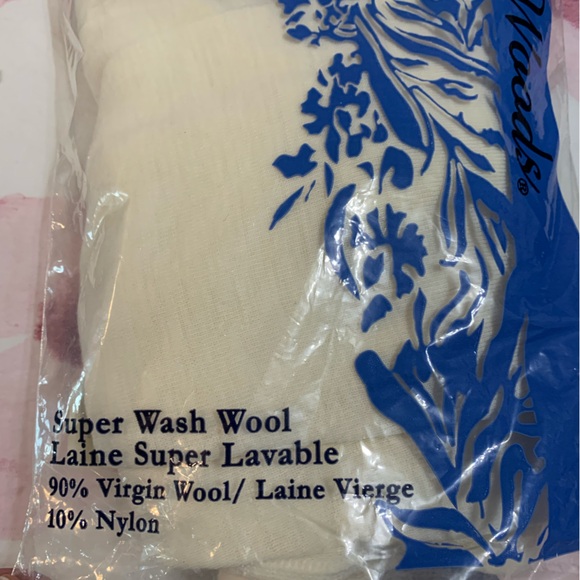 Woods®
Super Wash Wool
Laine Super Lavable
90% Virgin Wool/ Laine Vierge
10% Nylon